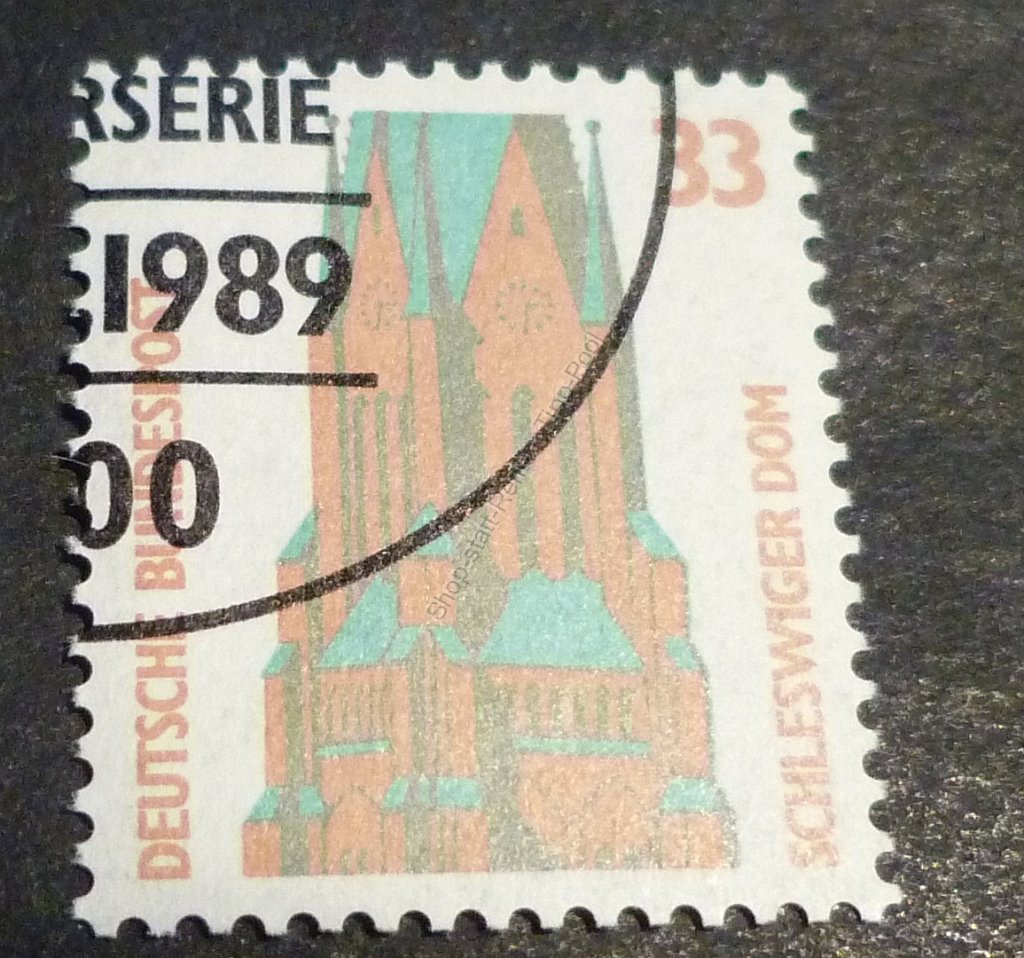 RSERIE
33
.1989
00
DEUTSCHE BUNDESPOST
SCHLESWIGER DOM